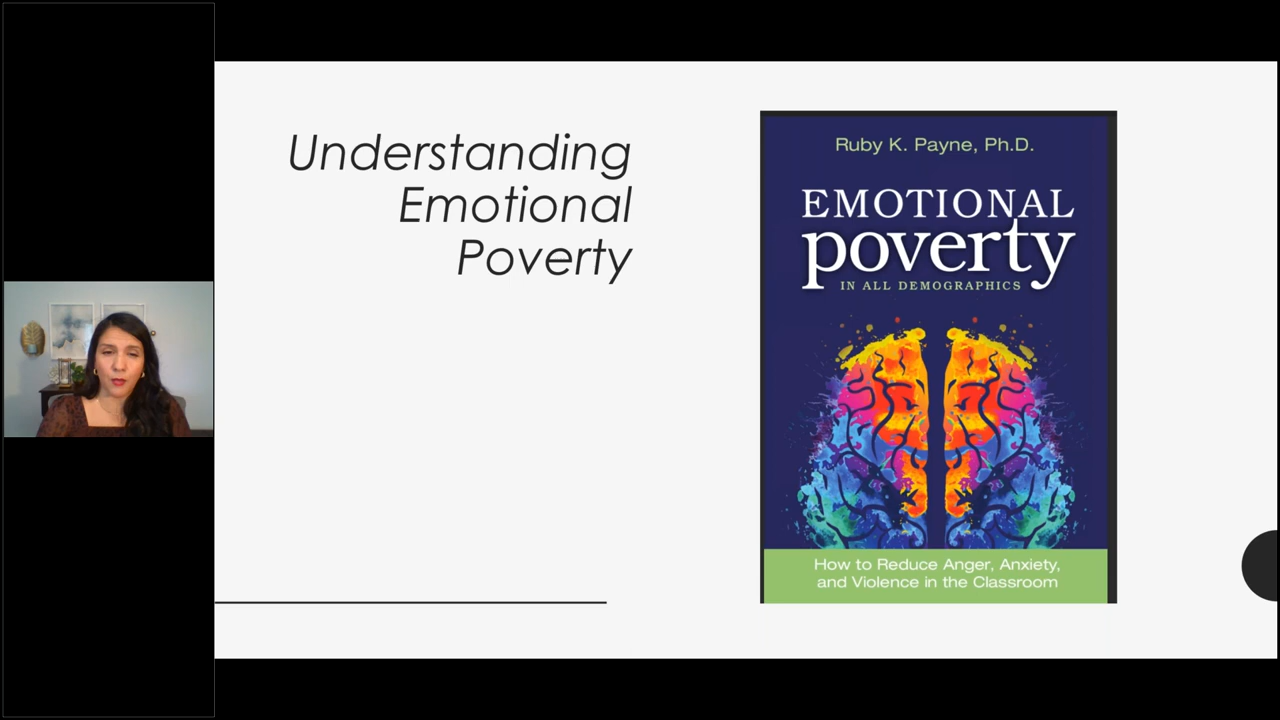 Understanding
Emotional
Poverty
Ruby K. Payne, Ph.D.
EMOTIONAL
poverty
IN ALL DEMOGRAPHICS
How to Reduce Anger, Anxiety,
and Violence in the Classroom